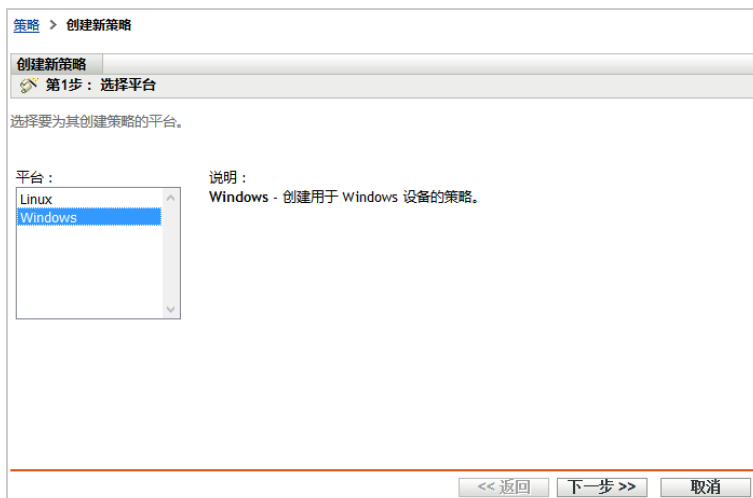 策略 > 创建新策略
创建新策略
第1步：选择平台
选择要为其创建策略的平台。
平台：
说明：
Linux
Windows - 创建用于 Windows 设备的策略。
Windows
<< 返回
下一步 >>
取消